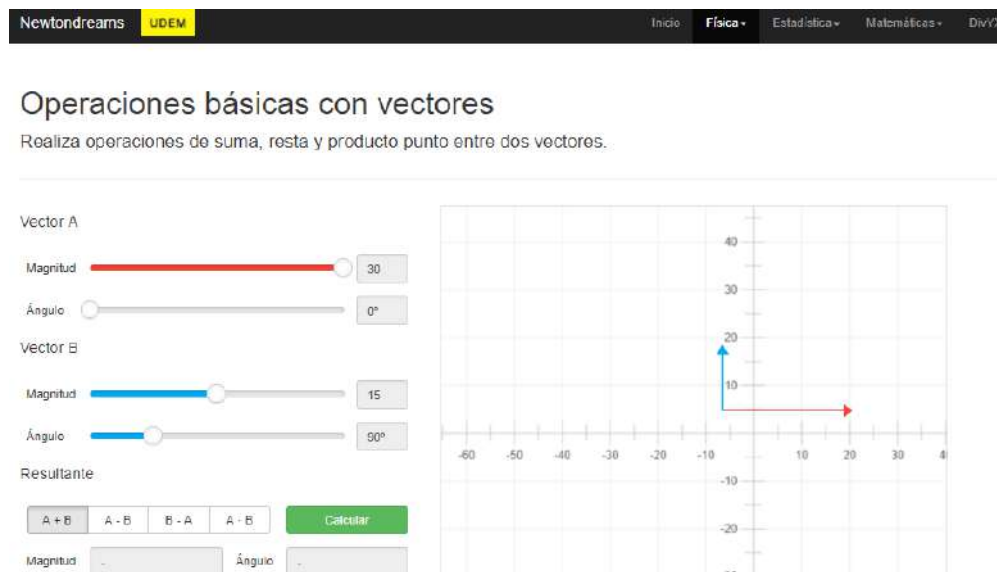 Newtondreams UDEM Inicio Física Estadística Matemáticas DivYX
Operaciones básicas con vectores
Realiza operaciones de suma, resta y producto punto entre dos vectores.
Vector A
Magnitud 30
Ángulo 0°
Vector B
Magnitud 15
Ángulo 90°
Resultante
A + B A - B B - A A · B Calcular
Magnitud - Ángulo -
40
30
20
10
-60 -50 -40 -30 -20 -10 10 20 30 4
-10
-20